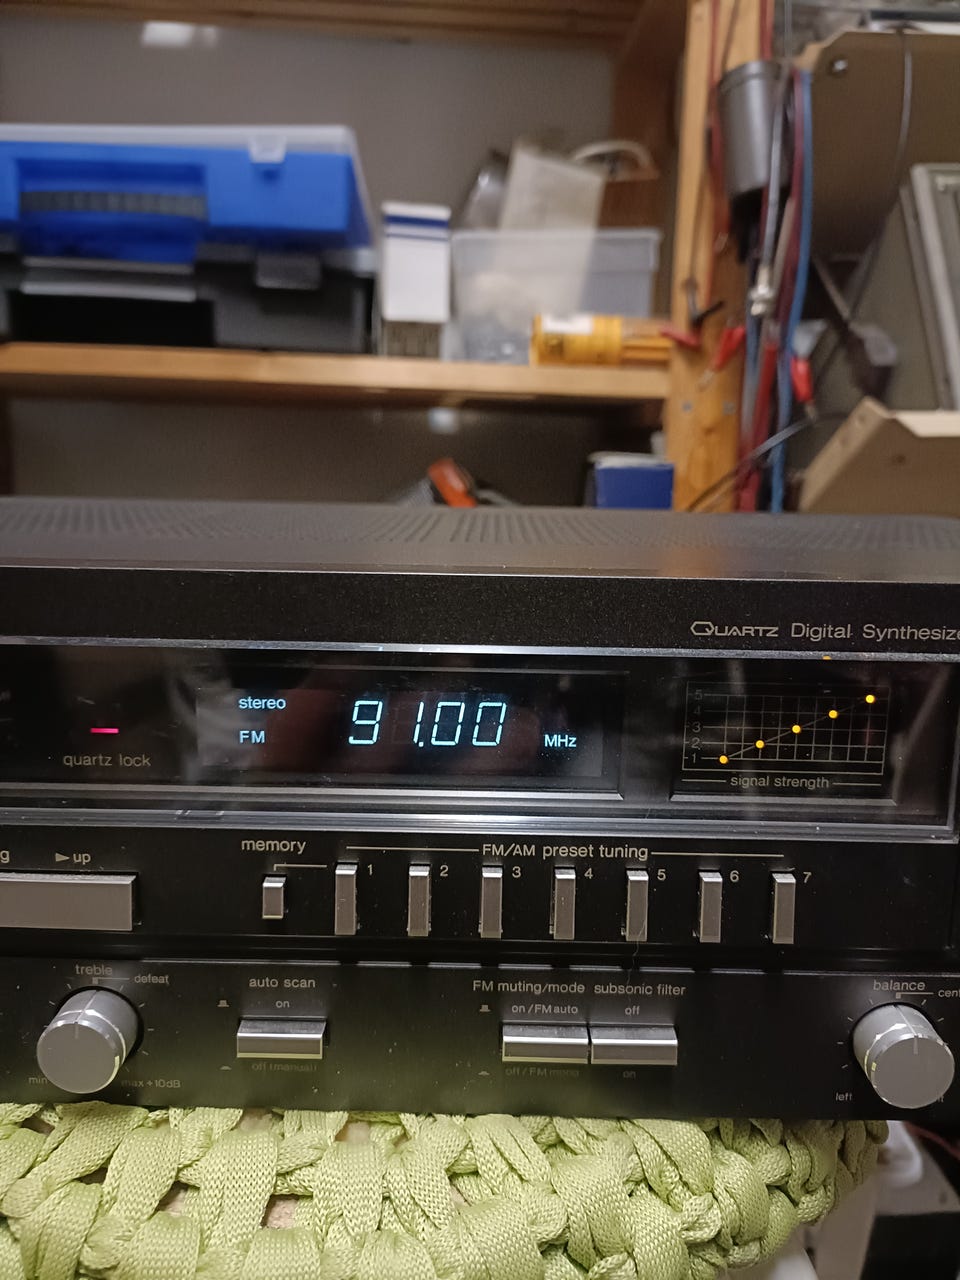 QUARTZ Digital Synthesize
stereo
FM 91.00 MHz
quartz lock
5
4
3
2
1
signal strength
g ► up
memory
FM/AM preset tuning
1 2 3 4 5 6 7
treble
defeat
min
max +10dB
auto scan
on
off (manual)
FM muting/mode
on/FM auto
off/FM mono
subsonic filter
off
on
balance
cent
left